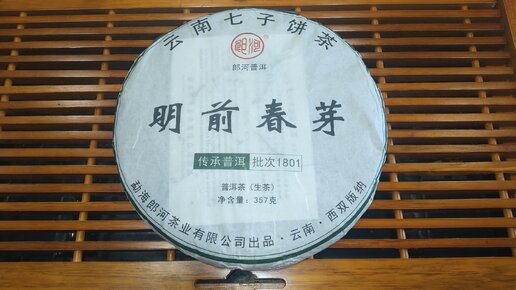 云南七子饼茶
郎河
郎河普洱
明前春芽
传承普洱 批次1801
普洱茶（生茶）
净含量：357克
勐海郎河茶业有限公司出品·云南·西双版纳